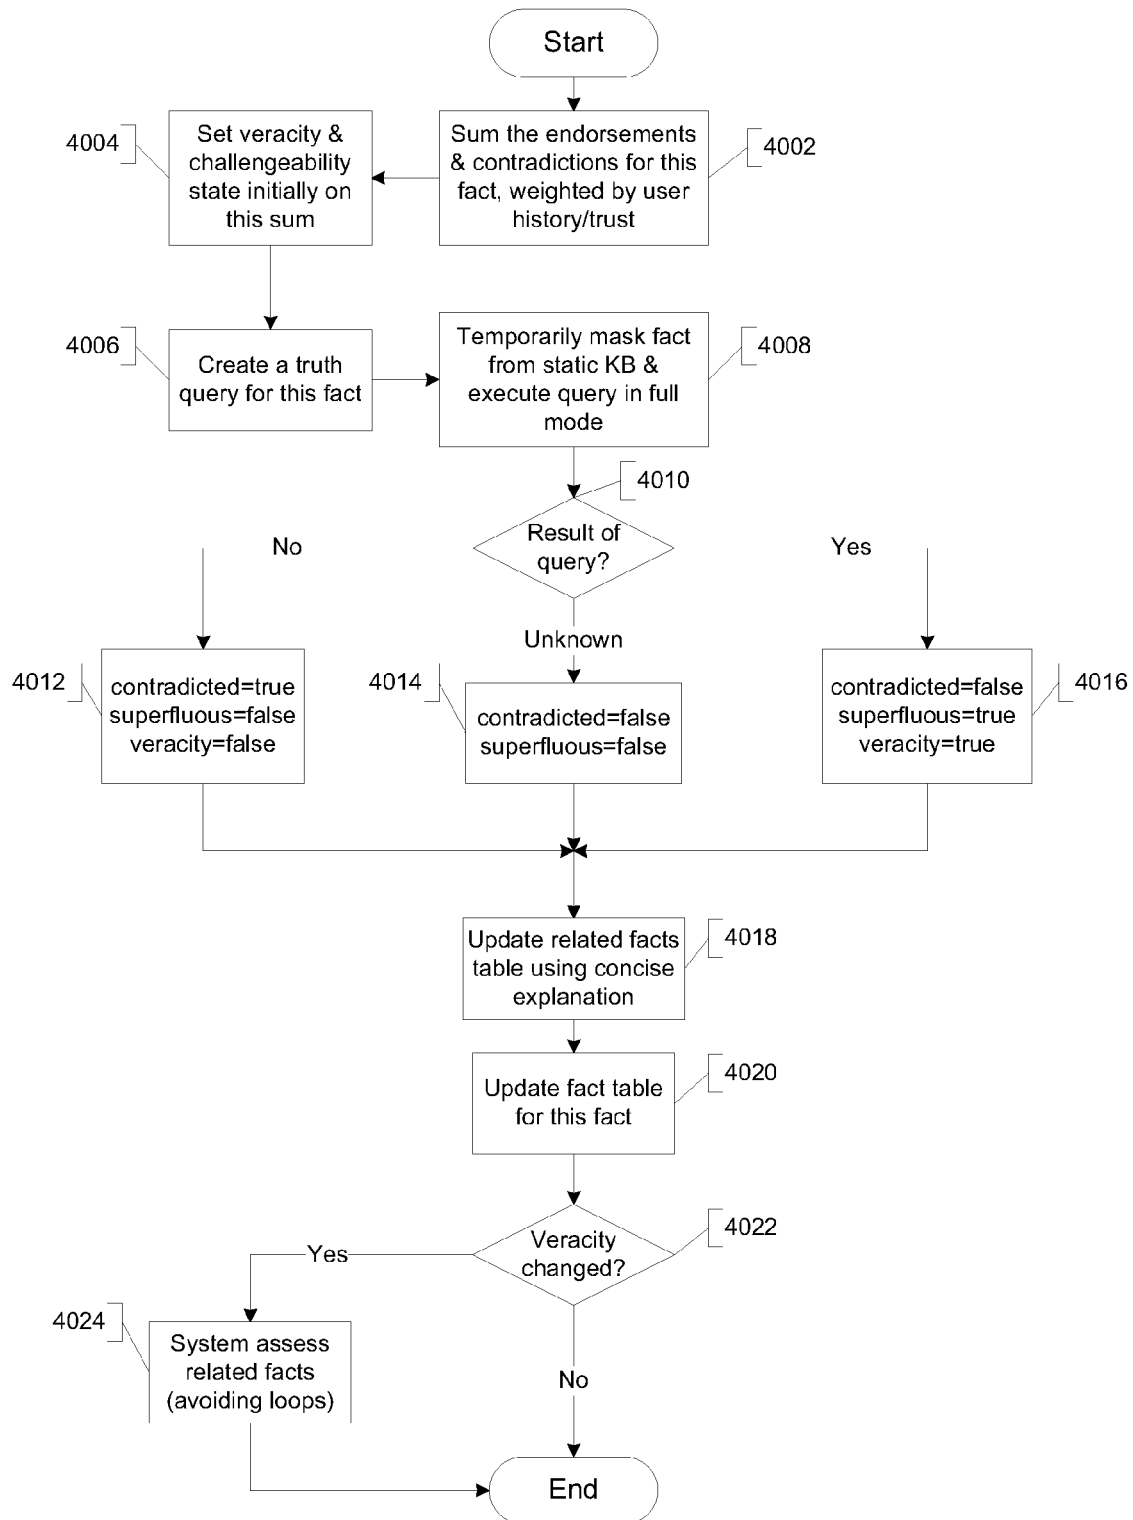 Start
4004
Set veracity &
challengeability
state initially on
this sum
Sum the endorsements
& contradictions for this
fact, weighted by user
history/trust
4002
4006
Create a truth
query for this fact
Temporarily mask fact
from static KB &
execute query in full
mode
4008
4010
Result of
query?
No
Yes
Unknown
4012
contradicted=true
superfluous=false
veracity=false
4014
contradicted=false
superfluous=false
contradicted=false
superfluous=true
veracity=true
4016
Update related facts
table using concise
explanation
4018
Update fact table
for this fact
4020
Veracity
changed?
4022
Yes
4024
System assess
related facts
(avoiding loops)
No
End